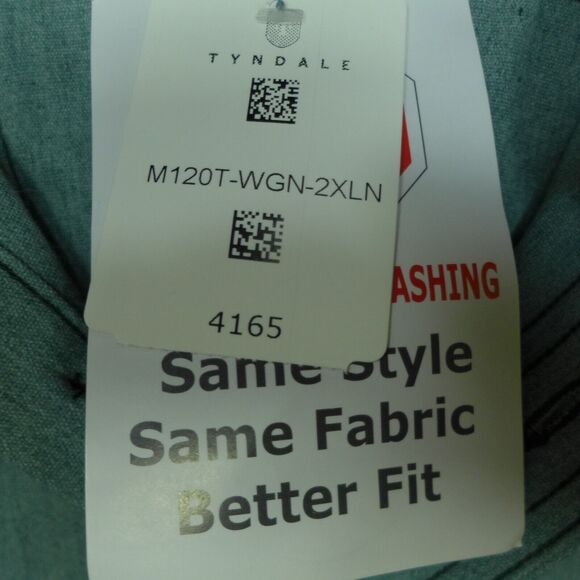 TYNDALE
M120T-WGN-2XLN
4165
ASHING
Same Style
Same Fabric
Better Fit